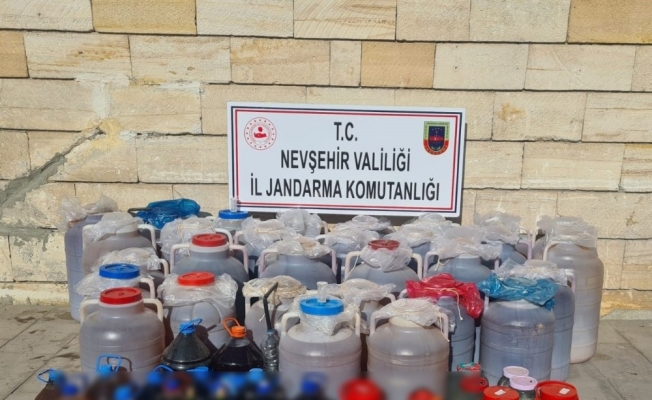 T.C.
NEVŞEHİR VALİLİĞİ
İL JANDARMA KOMUTANLIĞI